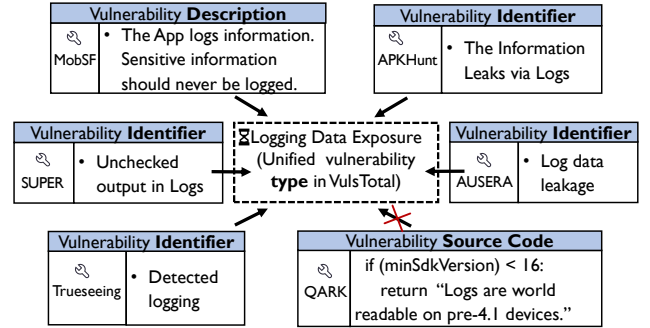 Vulnerability Description
MobSF
• The App logs information.
Sensitive information
should never be logged.
Vulnerability Identifier
APKHunt
• The Information
Leaks via Logs
Vulnerability Identifier
SUPER
• Unchecked
output in Logs
Logging Data Exposure
(Unified vulnerability
type in VulsTotal)
Vulnerability Identifier
AUSERA
• Log data
leakage
Vulnerability Identifier
Trueseeing
• Detected
logging
Vulnerability Source Code
QARK
if (minSdkVersion) < 16:
return “Logs are world
readable on pre-4.1 devices.”